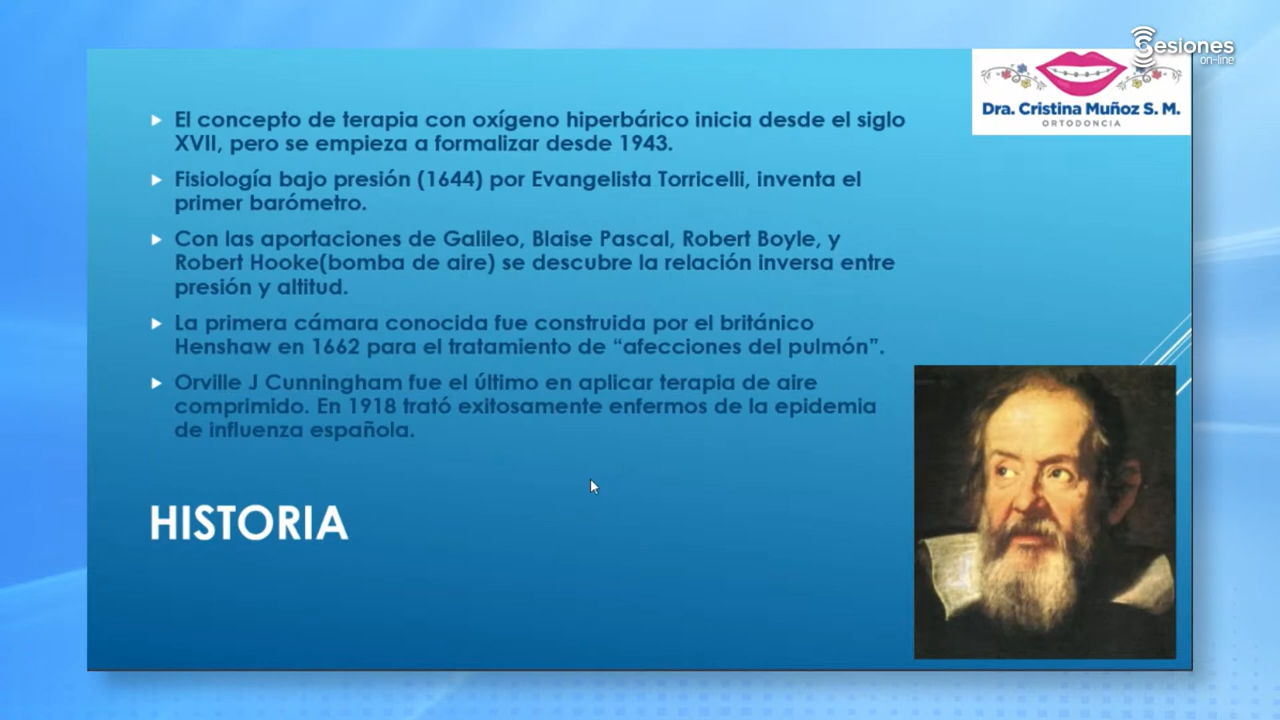 Sesiones
on-line
Dra. Cristina Muñoz S. M.
ORTODONCIA
El concepto de terapia con oxígeno hiperbárico inicia desde el siglo
XVII, pero se empieza a formalizar desde 1943.
Fisiología bajo presión (1644) por Evangelista Torricelli, inventa el
primer barómetro.
Con las aportaciones de Galileo, Blaise Pascal, Robert Boyle, y
Robert Hooke(bomba de aire) se descubre la relación inversa entre
presión y altitud.
La primera cámara conocida fue construida por el británico
Henshaw en 1662 para el tratamiento de “afecciones del pulmón”.
Orville J Cunningham fue el último en aplicar terapia de aire
comprimido. En 1918 trató exitosamente enfermos de la epidemia
de influenza española.
HISTORIA